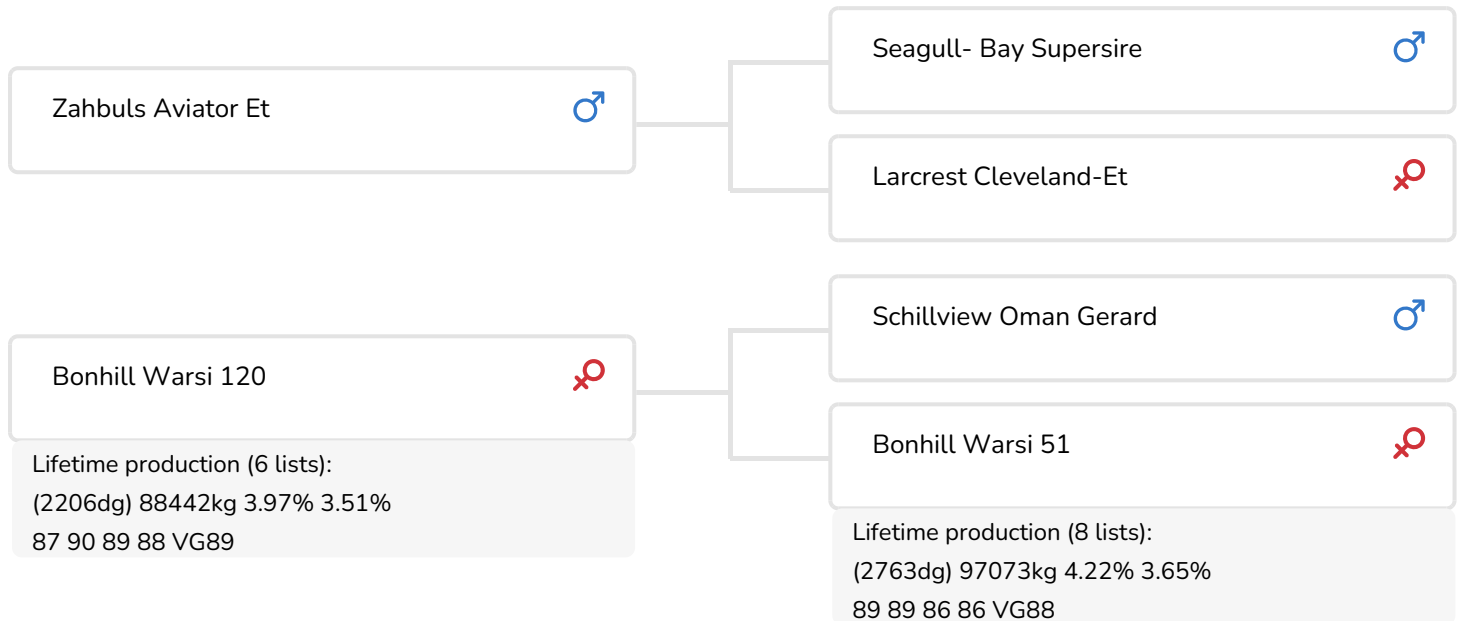 Zahbuls Aviator Et
Seagull- Bay Supersire
Larcrest Cleveland-Et
Bonhill Warsi 120
Lifetime production (6 lists):
(2206dg) 88442kg 3.97% 3.51%
87 90 89 88 VG89
Schillview Oman Gerard
Bonhill Warsi 51
Lifetime production (8 lists):
(2763dg) 97073kg 4.22% 3.65%
89 89 86 86 VG88